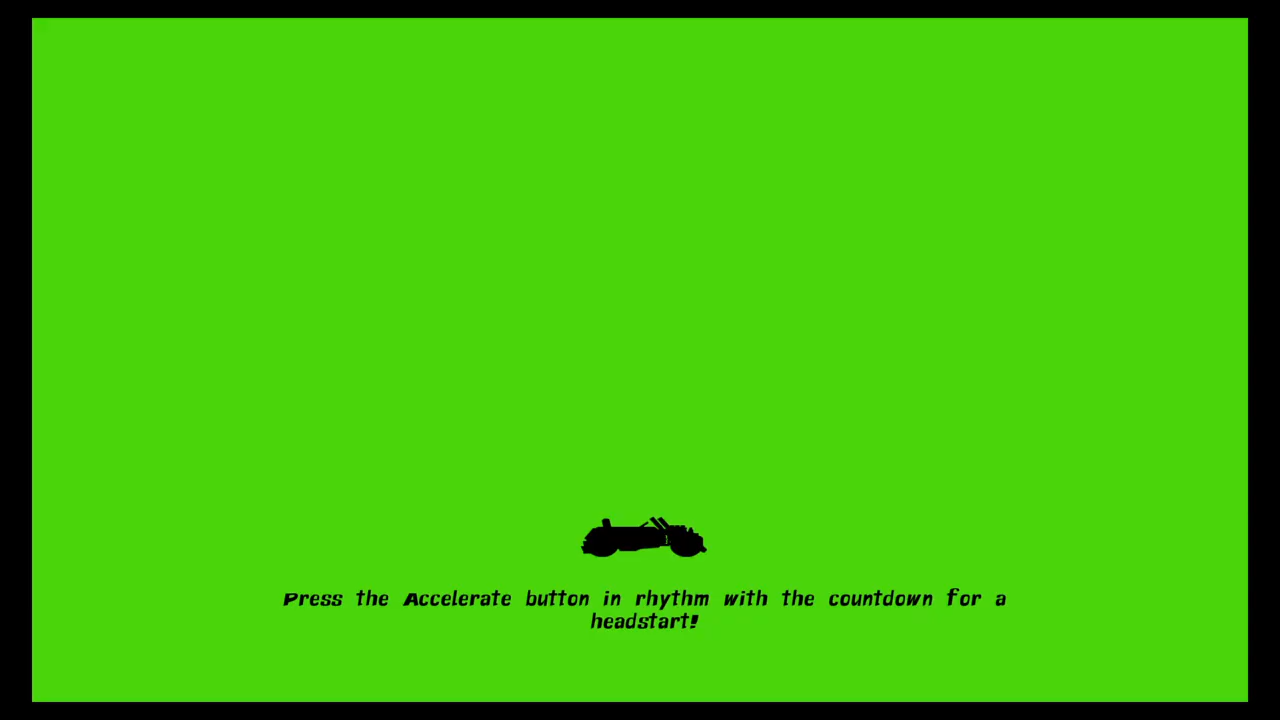 Press the Accelerate button in rhythm with the countdown for a
headstart!